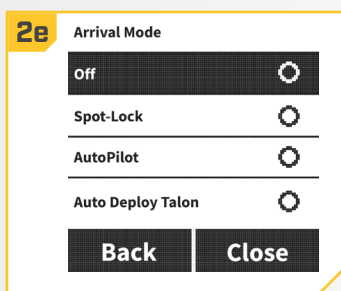 2e
Arrival Mode
Off
Spot-Lock
AutoPilot
Auto Deploy Talon
Back Close